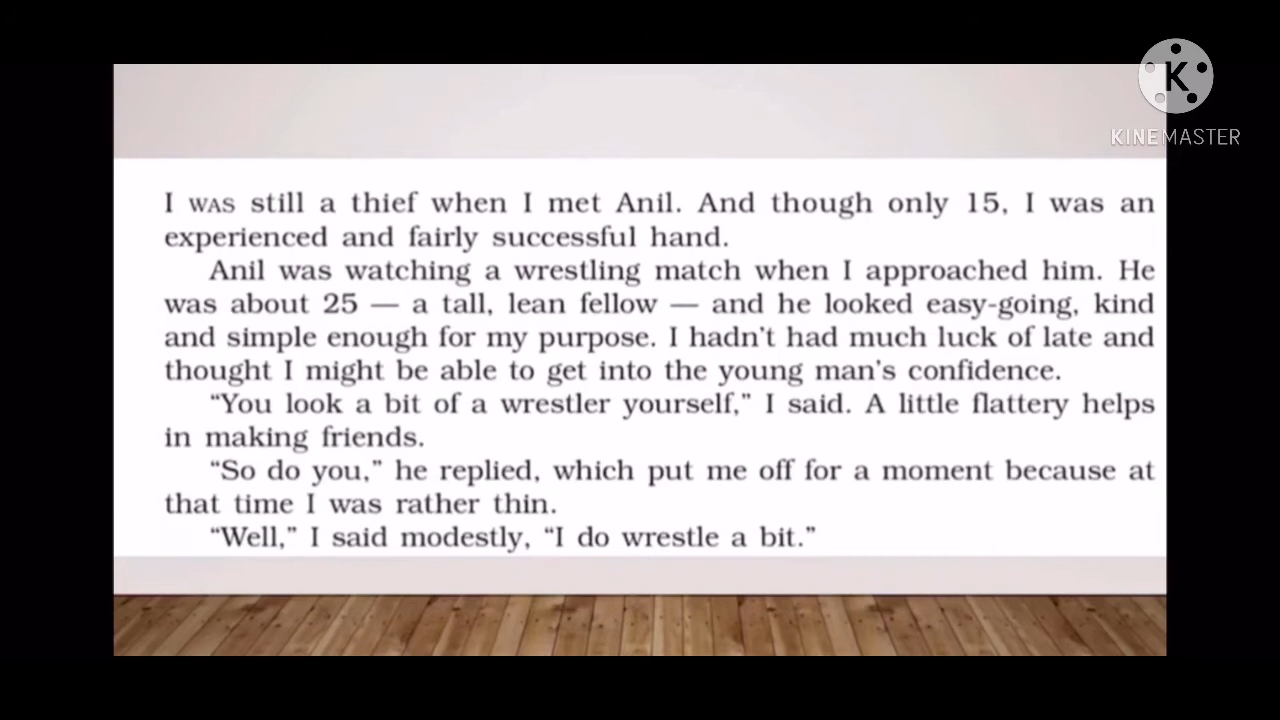 K
KINEMASTER
I WAS still a thief when I met Anil. And though only 15, I was an
experienced and fairly successful hand.
Anil was watching a wrestling match when I approached him. He
was about 25 — a tall, lean fellow — and he looked easy-going, kind
and simple enough for my purpose. I hadn't had much luck of late and
thought I might be able to get into the young man's confidence.
“You look a bit of a wrestler yourself,” I said. A little flattery helps
in making friends.
“So do you,” he replied, which put me off for a moment because at
that time I was rather thin.
“Well,” I said modestly, “I do wrestle a bit.”